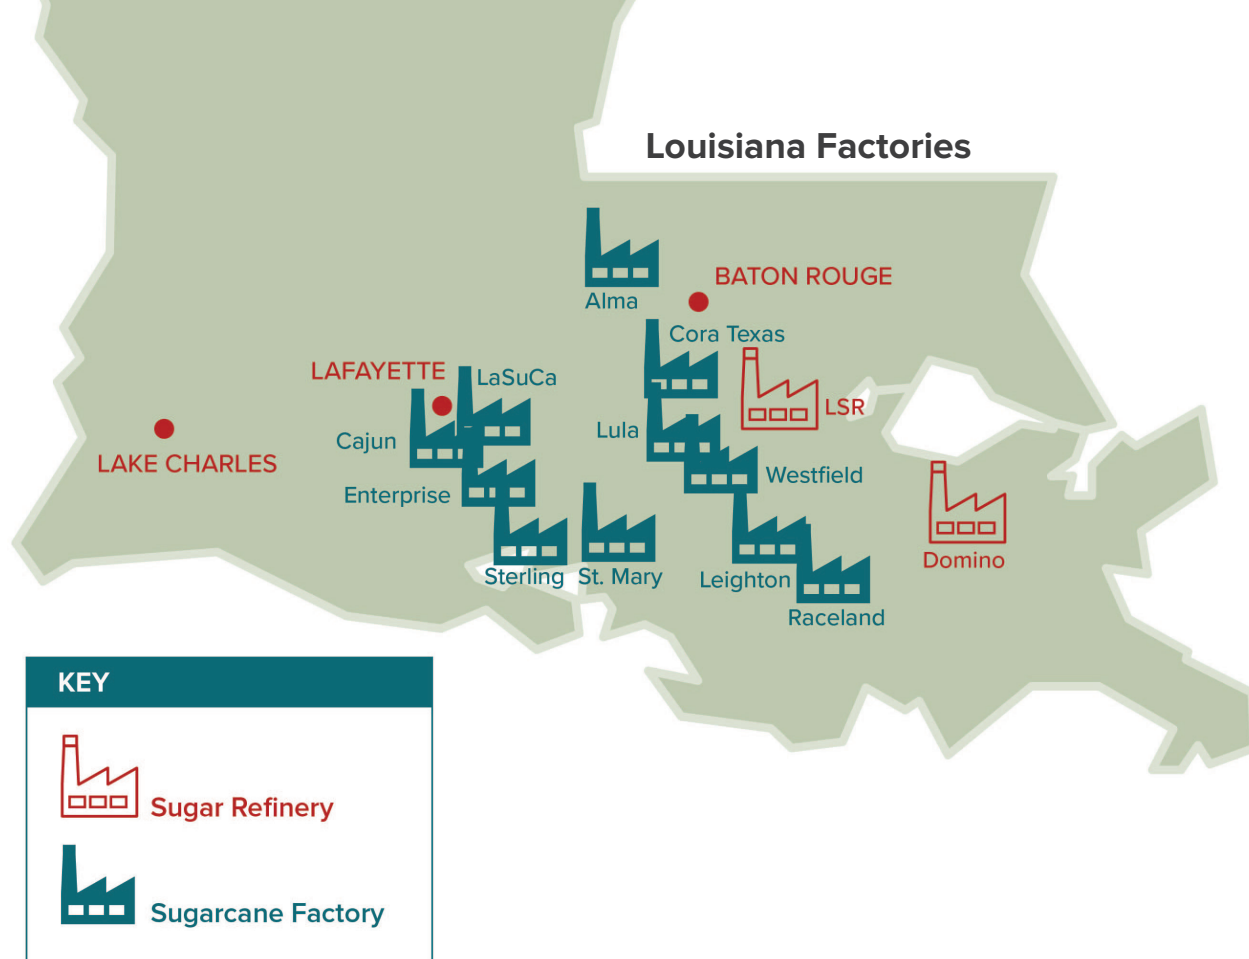 Louisiana Factories
Alma
BATON ROUGE
Cora Texas
LAFAYETTE
LaSuCa
LSR
Lula
Cajun
LAKE CHARLES
Westfield
Enterprise
Domino
Sterling
St. Mary
Leighton
Raceland
KEY
Sugar Refinery
Sugarcane Factory